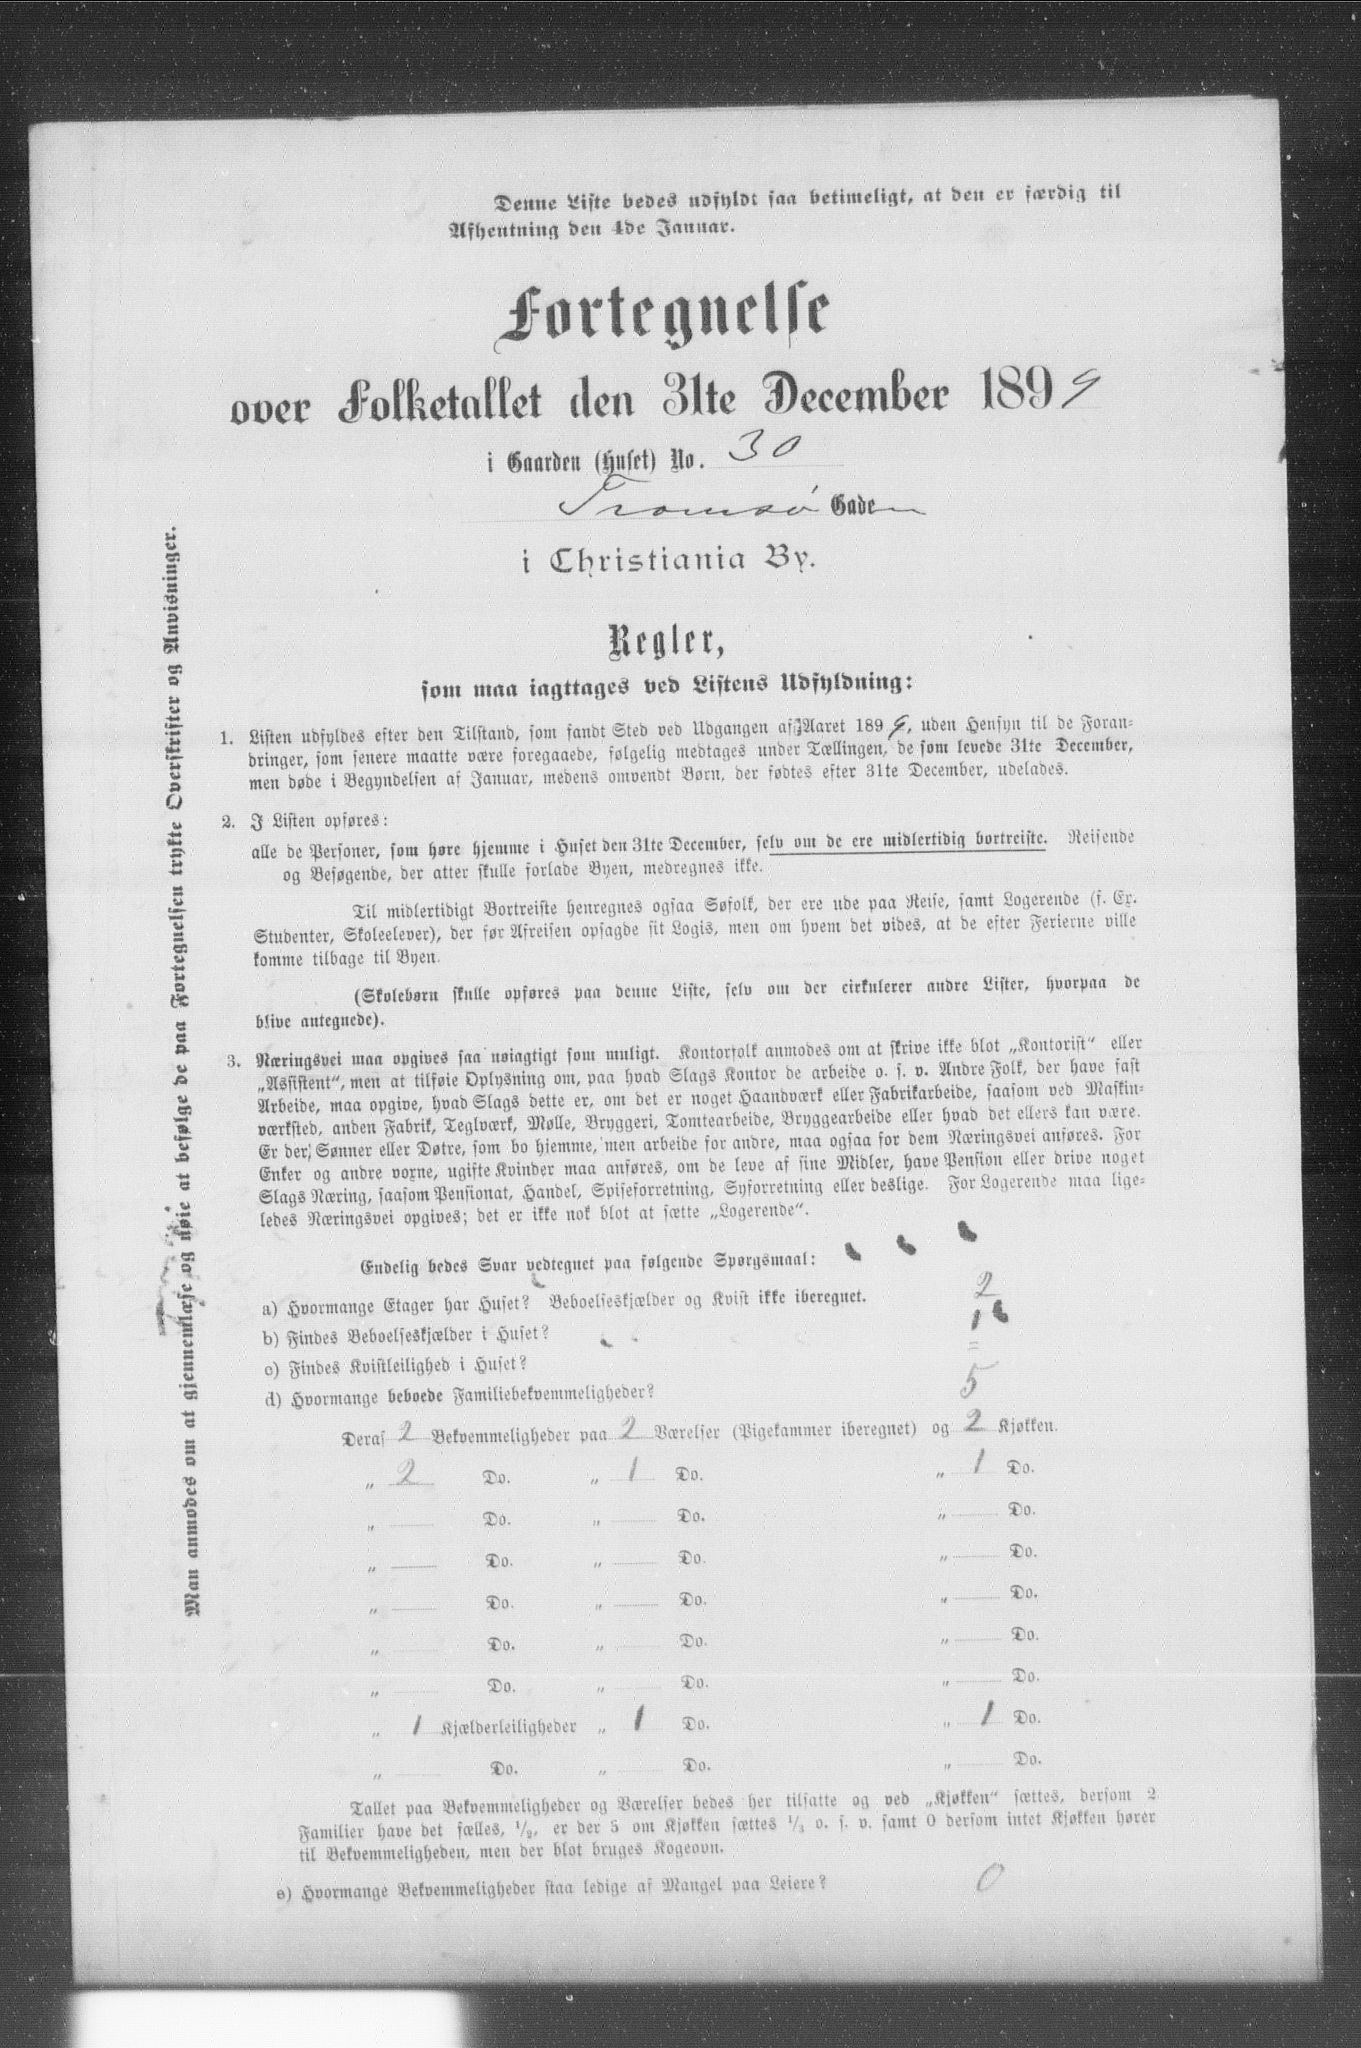 Denne Liste bedes udfyldt saa betimeligt, at den er færdig til
Afhentning den 4de Januar.
Fortegnelse
over Folketallet den 31te December 1899
i Gaarden (Huset) No. 30
Tromsø Gaden
i Christiania By.
Regler,
som maa iagttages ved Listens Udfyldning:
1. Listen udfyldes efter den Tilstand, som fandt Sted ved Udgangen af Aaret 1899, uden Hensyn til de Foran-
dringer, som senere maatte være foregaaede, følgelig medtages under Tællingen, de som levede 31te December,
men døde i Begyndelsen af Januar, medens omvendt Børn, der fødtes efter 31te December, udelades.
2. I Listen opføres:
alle de Personer, som høre hjemme i Huset den 31te December, selv om de ere midlertidig bortreiste. Reisende
og Besøgende, der atter skulle forlade Byen, medregnes ikke.
Til midlertidigt Bortreiste henregnes ogsaa Søfolk, der ere ude paa Reise, samt Logerende (f. Ex.
Studenter, Skoleelever), der før Afreisen opsagde sit Logis, men om hvem det vides, at de efter Ferierne ville
komme tilbage til Byen.
(Skolebørn skulle opføres paa denne Liste, selv om der cirkulerer andre Lister, hvorpaa de
blive antegnede).
3. Næringsvei maa opgives saa nøiagtigt som muligt. Kontorfolk anmodes om at skrive ikke blot „Kontorist“ eller
„Assistent“, men at tilføie Oplysning om, paa hvad Slags Kontor de arbeide o. s. v. Andre Folk, der have fast
Arbeide, maa opgive, hvad Slags dette er, om det er noget Haandværk eller Fabrikarbeide, saasom ved Maskin-
værksted, anden Fabrik, Teglværk, Mølle, Bryggeri, Tomtearbeide, Bryggearbeide eller hvad det ellers kan være.
Er der Sønner eller Døtre, som bo hjemme, men arbeide for andre, maa ogsaa for dem Næringsvei anføres. For
Enker og andre voxne, ugifte Kvinder maa anføres, om de leve af sine Midler, have Pension eller drive noget
Slags Næring, saasom Pensionat, Handel, Spiseforretning, Syforretning eller deslige. For Logerende maa lige-
ledes Næringsvei opgives; det er ikke nok blot at sætte „Logerende“.
Endelig bedes Svar vedtegnet paa følgende Spørgsmaal:
a) Hvormange Etager har Huset? Beboelseskjælder og Kvist ikke iberegnet. 2
b) Findes Beboelseskjælder i Huset? 1
c) Findes Kvistleilighed i Huset? =
d) Hvormange beboede Familiebekvemmeligheder? 5
Deraf 2 Bekvemmeligheder paa 2 Værelser (Pigekammer iberegnet) og 2 Kjøkken.
„ 2 Do. „ 1 Do. „ 1 Do.
„ Do. „ Do. „ Do.
„ Do. „ Do. „ Do.
„ Do. „ Do. „ Do.
„ Do. „ Do. „ Do.
„ Do. „ Do. „ Do.
„ 1 Kjælderleiligheder „ 1 Do. „ 1 Do.
„ Do. „ Do. „ Do.
Tallet paa Bekvemmeligheder og Værelser bedes her tilsatte og ved „Kjøkken“ sættes, dersom 2
Familier have det fælles, 1/2, er der 3 om Kjøkken sættes 1/3 o. s. v. samt 0 dersom intet Kjøkken hører
til Bekvemmeligheden, men der blot bruges Kogeovn.
e) Hvormange Bekvemmeligheder staa ledige af Mangel paa Leiere? 0
Man anmodes om at gjennemlæse og nøie at befølge de paa Fortegnelsen trykte Overskrifter og Anvisninger.